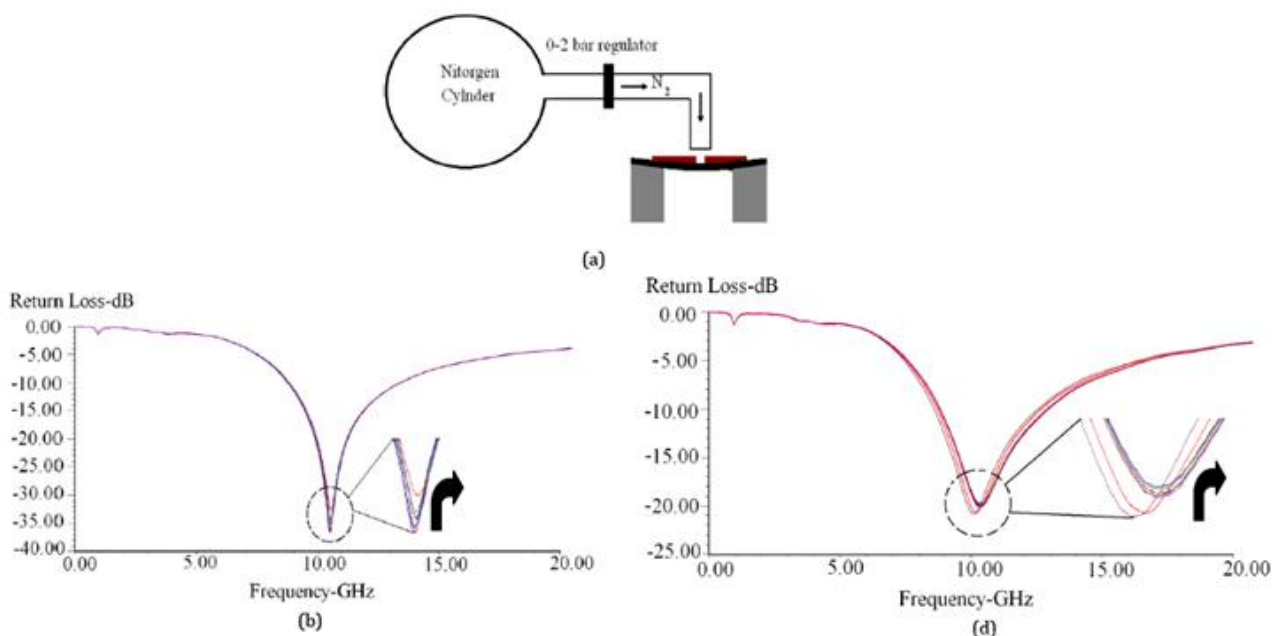 0-2 bar regulator
Nitorgen
Cylnder
N2
(a)
Return Loss-dB
0.00
-5.00
-10.00
-15.00
-20.00
-25.00
-30.00
-35.00
-40.00
0.00
5.00
10.00
15.00
20.00
Frequency-GHz
(b)
Return Loss-dB
0.00
-5.00
-10.00
-15.00
-20.00
-25.00
0.00
5.00
10.00
15.00
20.00
Frequency-GHz
(d)